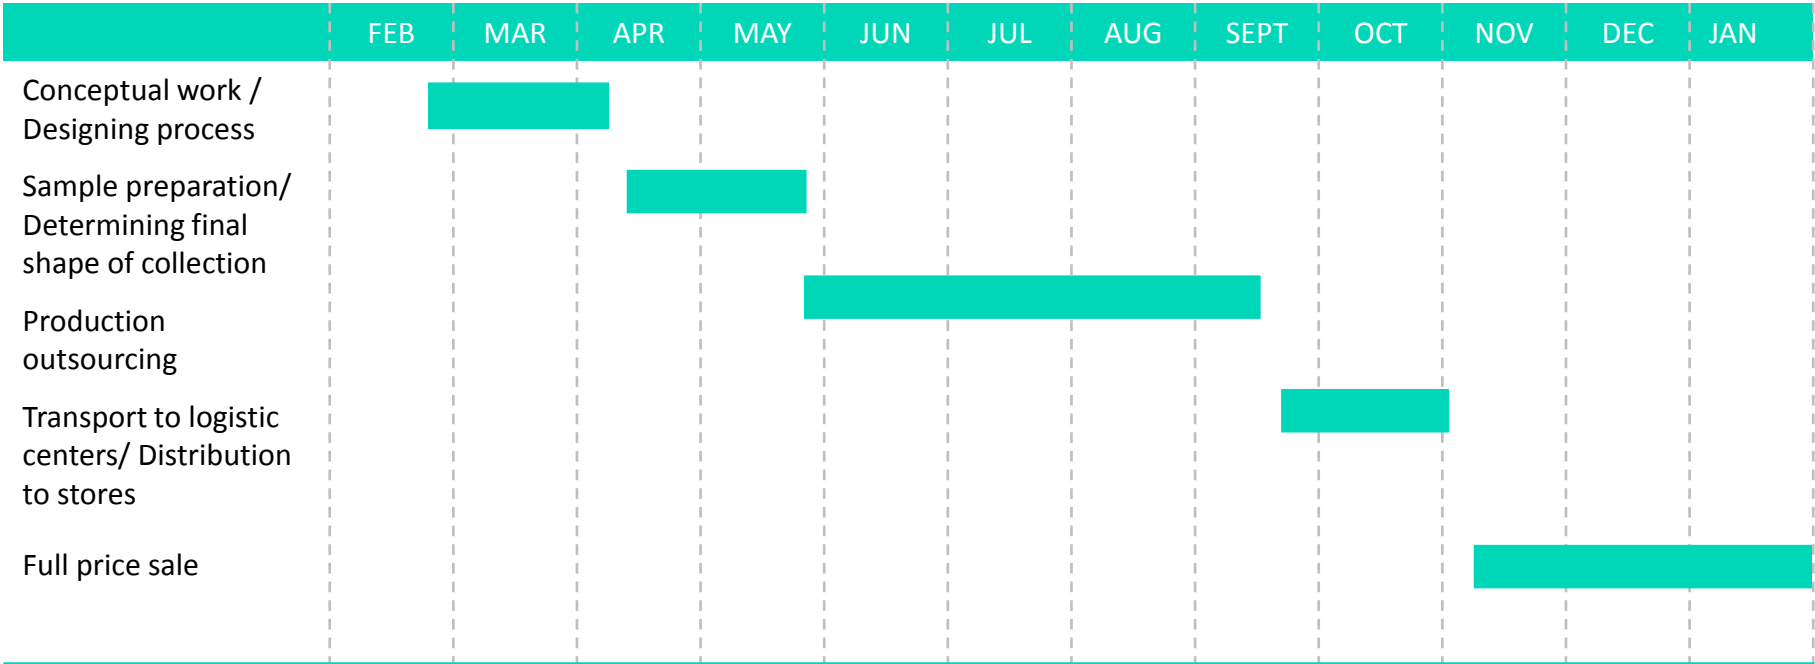 FEB MAR APR MAY JUN JUL AUG SEPT OCT NOV DEC JAN
Conceptual work /
Designing process
Sample preparation/
Determining final
shape of collection
Production
outsourcing
Transport to logistic
centers/ Distribution
to stores
Full price sale